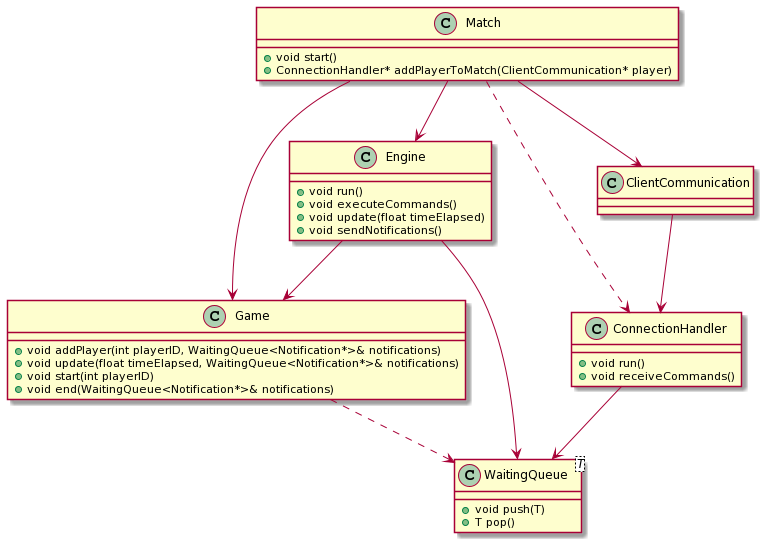 C Match
void start()
ConnectionHandler* addPlayerToMatch(ClientCommunication* player)
C Engine
void run()
void executeCommands()
void update(float timeElapsed)
void sendNotifications()
C ClientCommunication
C Game
void addPlayer(int playerID, WaitingQueue<Notification*>& notifications)
void update(float timeElapsed, WaitingQueue<Notification*>& notifications)
void start(int playerID)
void end(WaitingQueue<Notification*>& notifications)
C ConnectionHandler
void run()
void receiveCommands()
C WaitingQueue T
void push(T)
T pop()